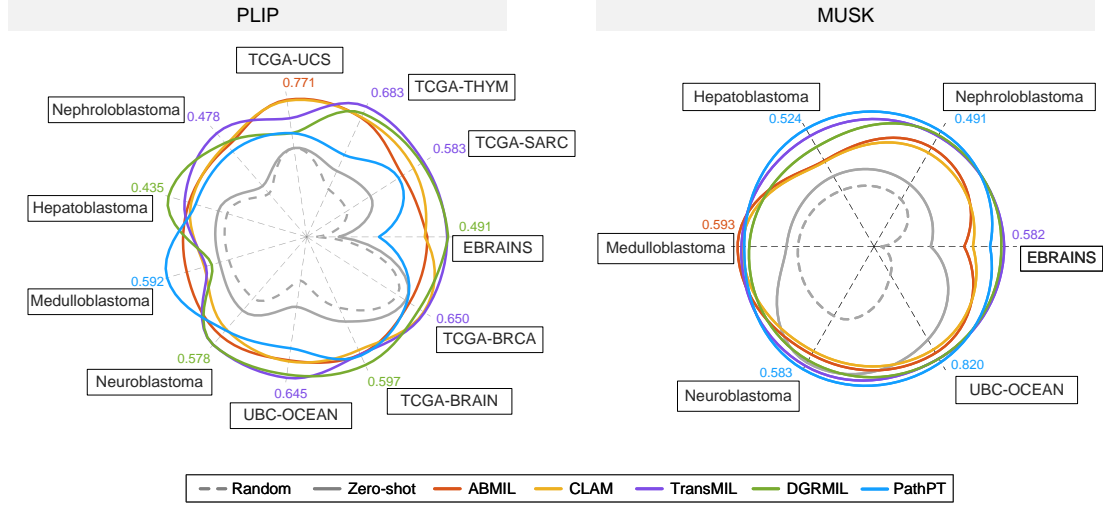 PLIP
MUSK
TCGA-UCS
0.771
TCGA-THYM
0.683
Nephroloblastoma
0.478
TCGA-SARC
0.583
Hepatoblastoma
0.435
EBRAINS
0.491
Medulloblastoma
0.592
TCGA-BRCA
0.650
Neuroblastoma
0.578
TCGA-BRAIN
0.597
UBC-OCEAN
0.645
Hepatoblastoma
0.524
Nephroloblastoma
0.491
Medulloblastoma
0.593
EBRAINS
0.582
Neuroblastoma
0.583
UBC-OCEAN
0.820
Random Zero-shot ABMIL CLAM TransMIL DGRMIL PathPT